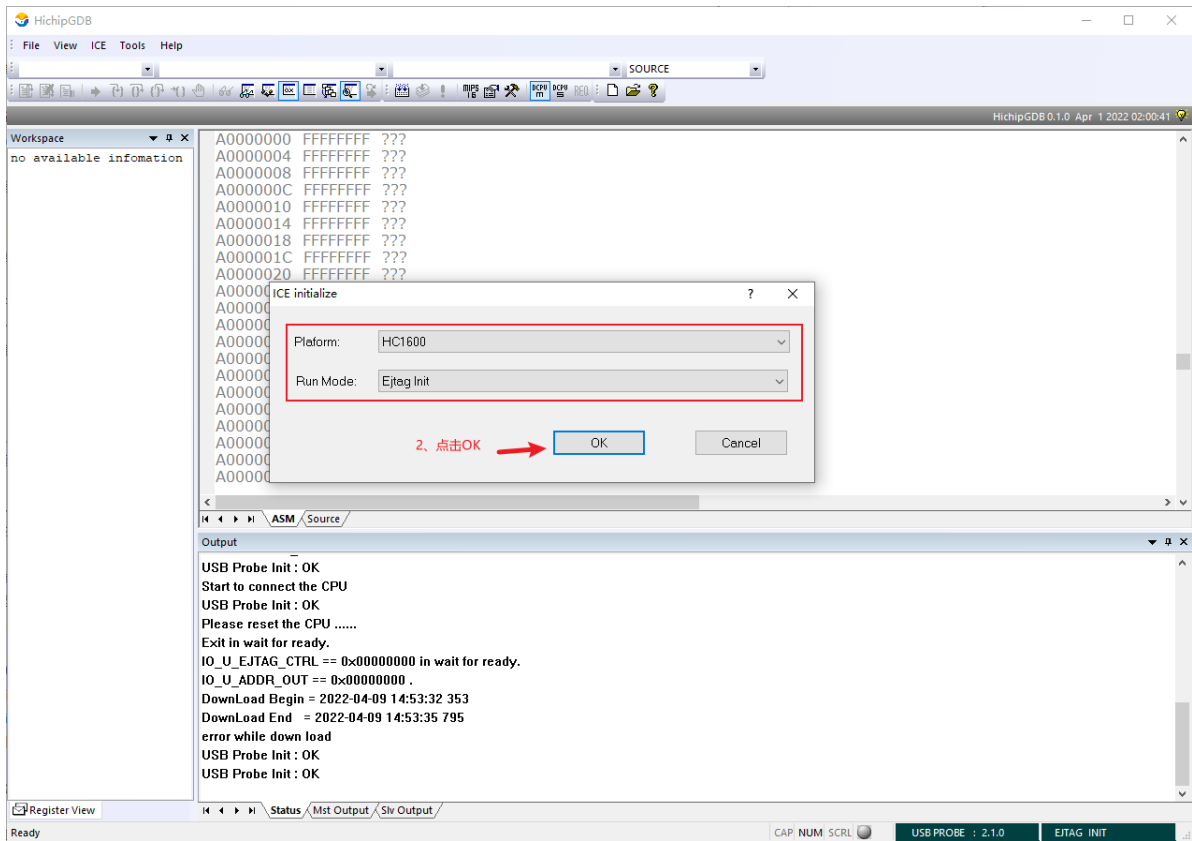 HichipGDB
File View ICE Tools Help
SOURCE
HichipGDB 0.1.0 Apr 1 2022 02:00:41
Workspace
no available infomation
A0000000 FFFFFFFF ???
A0000004 FFFFFFFF ???
A0000008 FFFFFFFF ???
A000000C FFFFFFFF ???
A0000010 FFFFFFFF ???
A0000014 FFFFFFFF ???
A0000018 FFFFFFFF ???
A000001C FFFFFFFF ???
A0000020 FFFFFFFF ???
ICE initialize
Plaform: HC1600
Run Mode: Ejtag Init
2、点击OK
OK Cancel
ASM Source
Output
USB Probe Init : OK
Start to connect the CPU
USB Probe Init : OK
Please reset the CPU ......
Exit in wait for ready.
IO_U_EJTAG_CTRL == 0x00000000 in wait for ready.
IO_U_ADDR_OUT == 0x00000000 .
DownLoad Begin = 2022-04-09 14:53:32 353
DownLoad End = 2022-04-09 14:53:35 795
error while down load
USB Probe Init : OK
USB Probe Init : OK
Register View
Status Mst Output Slv Output
Ready
CAP NUM SCRL USB PROBE : 2.1.0 EJTAG INIT